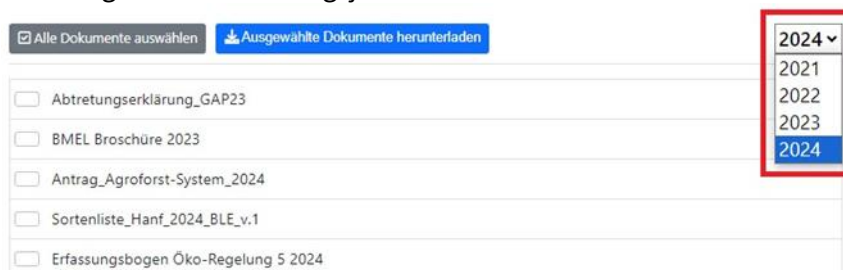 Alle Dokumente auswählen
Ausgewählte Dokumente herunterladen
2024
2021
2022
2023
2024
Abtretungserklärung_GAP23
BMEL Broschüre 2023
Antrag_Agroforst-System_2024
Sortenliste_Hanf_2024_BLE_v.1
Erfassungsbogen Öko-Regelung 5 2024